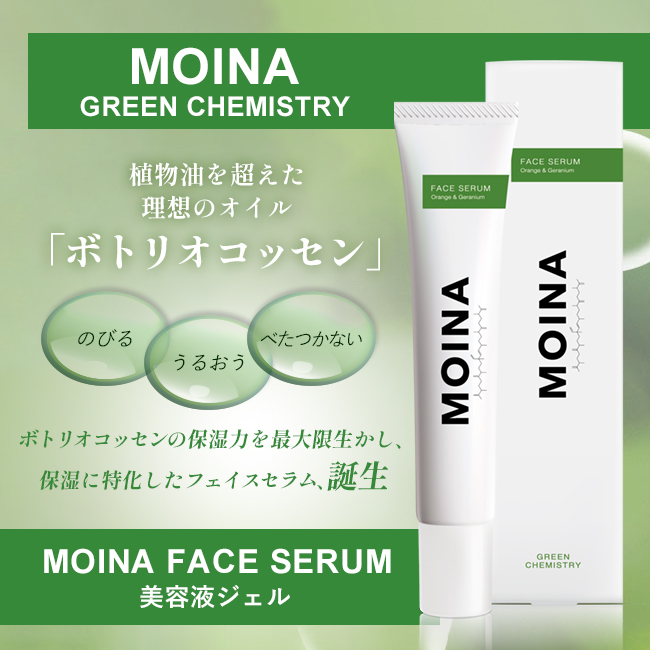 MOINA
GREEN CHEMISTRY
植物油を超えた
理想のオイル
「ボトリオコッセン」
のびる
うるおう
べたつかない
ボトリオコッセンの保湿力を最大限生かし、
保湿に特化したフェイスセラム、誕生
MOINA FACE SERUM
美容液ジェル
FACE SERUM
Orange & Geranium
MOINA
FACE SERUM
Orange & Geranium
MOINA
GREEN
CHEMISTRY